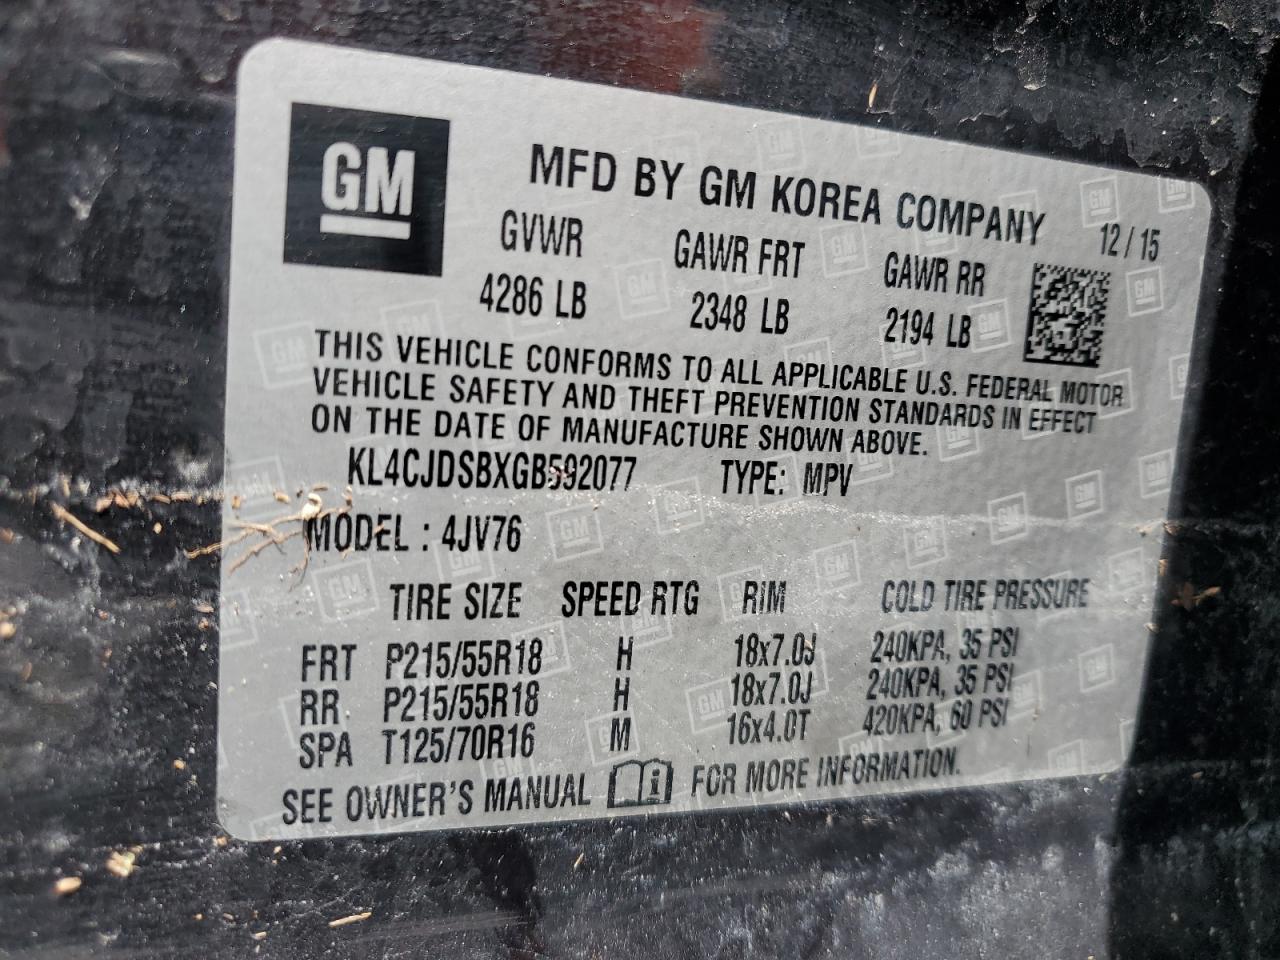 GM
MFD BY GM KOREA COMPANY
12 / 15
GVWR GAWR FRT GAWR RR
4286 LB 2348 LB 2194 LB
THIS VEHICLE CONFORMS TO ALL APPLICABLE U.S. FEDERAL MOTOR
VEHICLE SAFETY AND THEFT PREVENTION STANDARDS IN EFFECT
ON THE DATE OF MANUFACTURE SHOWN ABOVE.
KL4CJDSBXGB592077 TYPE: MPV
MODEL : 4JV76
TIRE SIZE SPEED RTG RIM COLD TIRE PRESSURE
FRT P215/55R18 H 18x7.0J 240KPA, 35 PSI
RR P215/55R18 H 18x7.0J 240KPA, 35 PSI
SPA T125/70R16 M 16x4.0T 420KPA, 60 PSI
SEE OWNER'S MANUAL i FOR MORE INFORMATION.